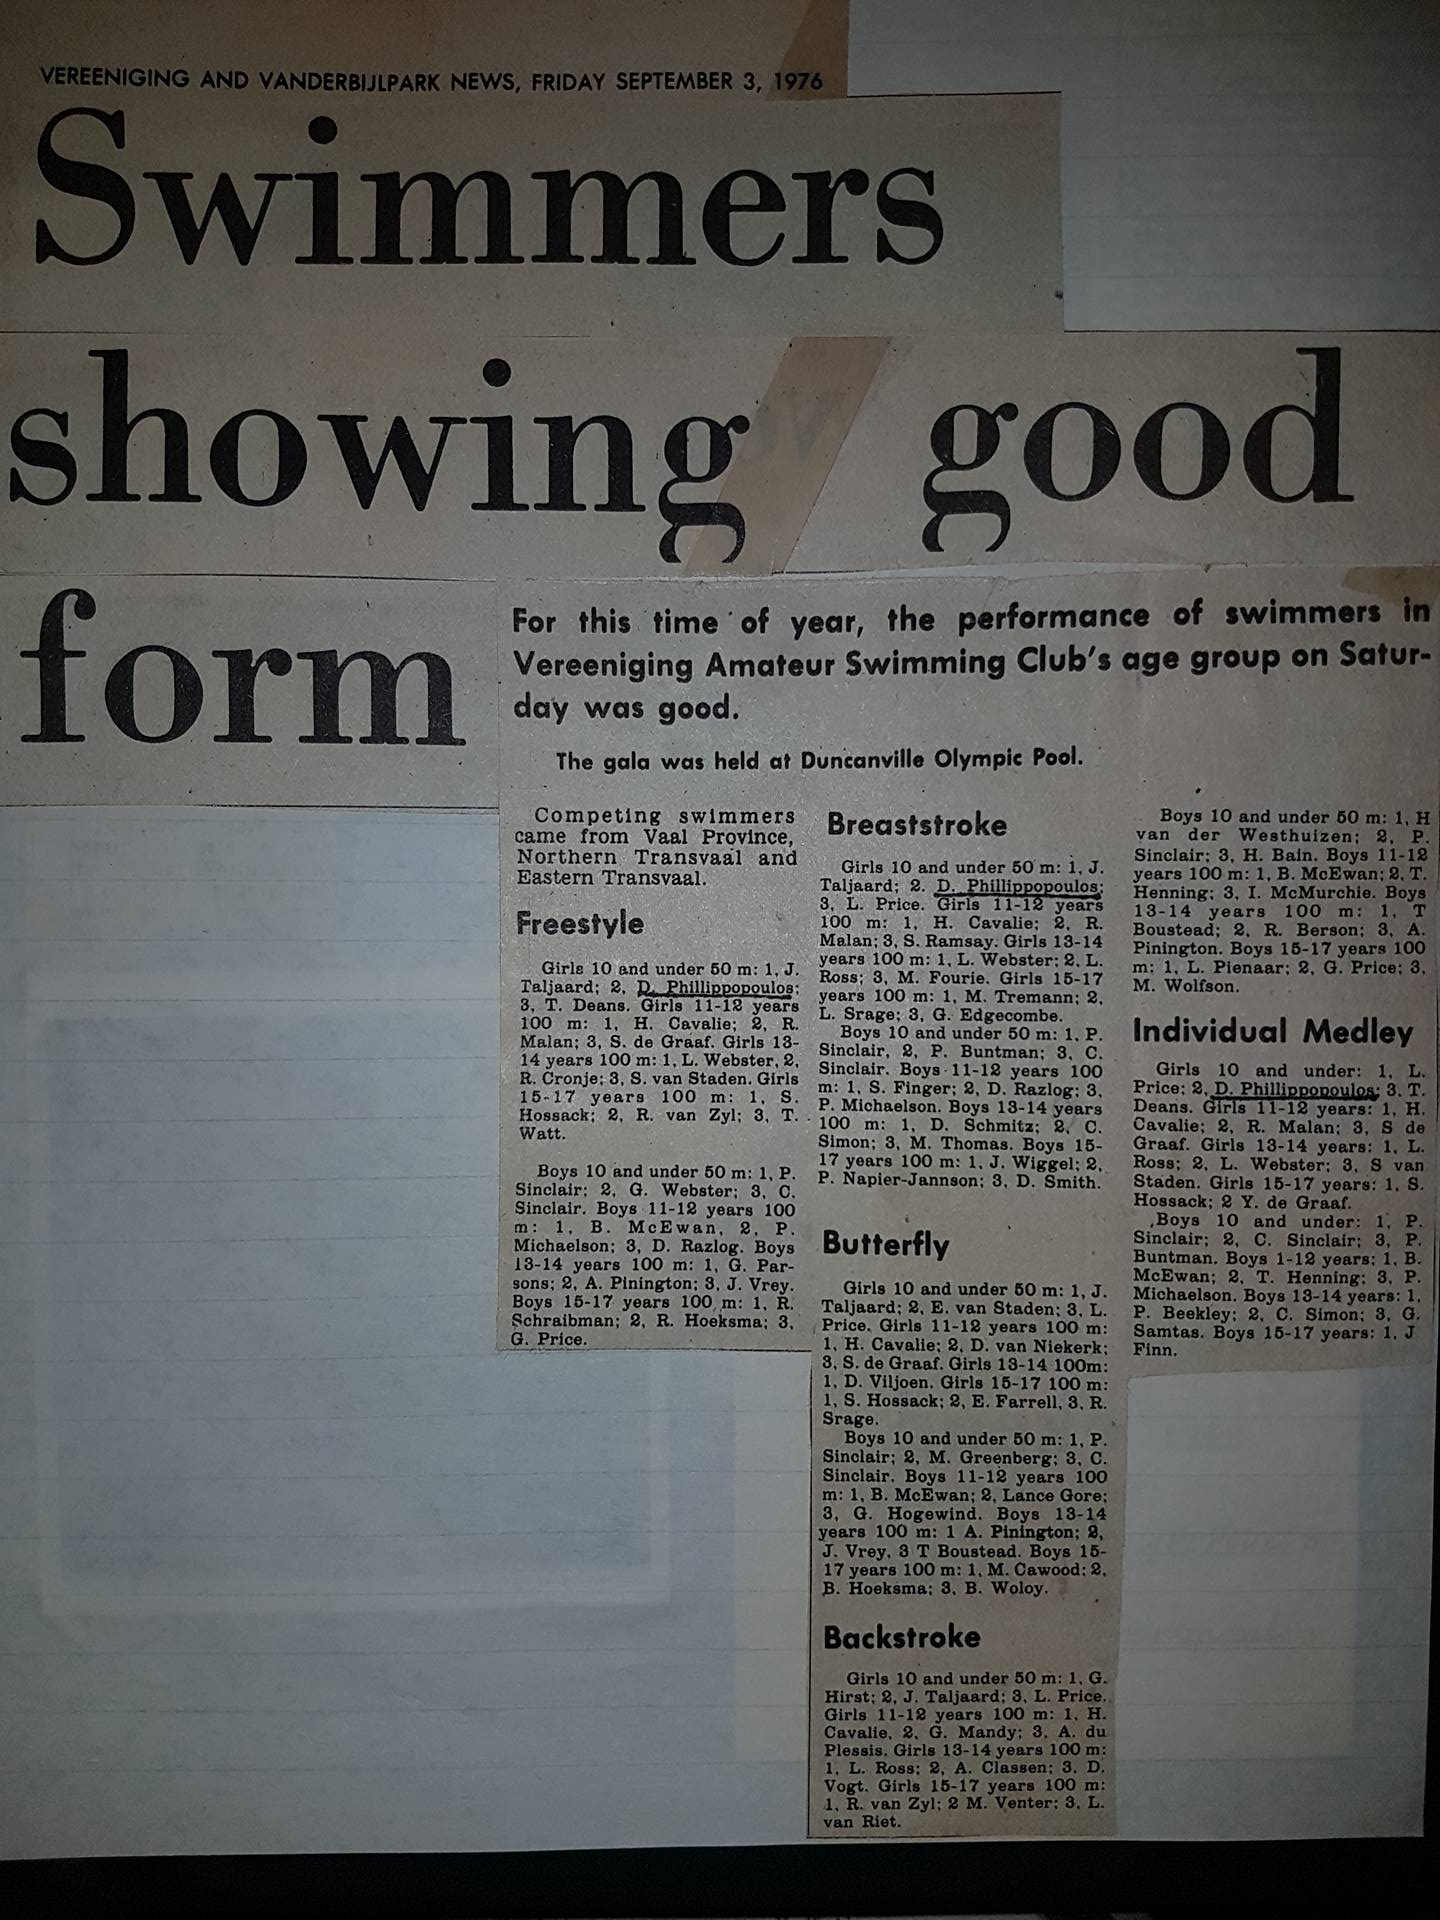 VEREENIGING AND VANDERBIJLPARK NEWS, FRIDAY SEPTEMBER 3, 1976
Swimmers
showing good
form
For this time of year, the performance of swimmers in
Vereeniging Amateur Swimming Club's age group on Satur-
day was good.
The gala was held at Duncanville Olympic Pool.
Competing swimmers
came from Vaal Province,
Northern Transvaal and
Eastern Transvaal.
Freestyle
Girls 10 and under 50 m: 1, J.
Taljaard; 2, D. Phillippopoulos;
3, T. Deans. Girls 11-12 years
100 m: 1, H. Cavalie; 2, R.
Malan; 3, S. de Graaf. Girls 13-
14 years 100 m: 1, L. Webster, 2,
R. Cronje; 3, S. van Staden. Girls
15-17 years 100 m: 1, S.
Hossack; 2, R. van Zyl; 3, T.
Watt.
Boys 10 and under 50 m: 1, P.
Sinclair; 2, G. Webster; 3, C.
Sinclair. Boys 11-12 years 100
m: 1, B. McEwan, 2, P.
Michaelson; 3, D. Razlog. Boys
13-14 years 100 m: 1, G. Par-
sons; 2, A. Pinington; 3, J. Vrey.
Boys 15-17 years 100 m: 1, R.
Schraibman; 2, R. Hoeksma; 3,
G. Price.
Breaststroke
Girls 10 and under 50 m: 1, J.
Taljaard; 2. D. Phillippopoulos;
3, L. Price. Girls 11-12 years
100 m: 1, H. Cavalie; 2, R.
Malan; 3, S. Ramsay. Girls 13-14
years 100 m: 1, L. Webster; 2, L.
Ross; 3, M. Fourie. Girls 15-17
years 100 m: 1, M. Tremann; 2,
L. Srage; 3, G. Edgecombe.
Boys 10 and under 50 m: 1, P.
Sinclair, 2, P. Buntman; 3, C.
Sinclair. Boys 11-12 years 100
m: 1, S. Finger; 2, D. Razlog; 3,
P. Michaelson. Boys 13-14 years
100 m: 1, D. Schmitz; 2, C.
Simon; 3, M. Thomas. Boys 15-
17 years 100 m: 1, J. Wiggel; 2,
P. Napier-Jannson; 3, D. Smith.
Butterfly
Girls 10 and under 50 m: 1, J.
Taljaard; 2, E. van Staden; 3, L.
Price. Girls 11-12 years 100 m:
1, H. Cavalie; 2, D. van Niekerk;
3, S. de Graaf. Girls 13-14 100m:
1, D. Viljoen. Girls 15-17 100 m:
1, S. Hossack; 2, E. Farrell, 3, R.
Srage.
Boys 10 and under 50 m: 1, P.
Sinclair; 2, M. Greenberg; 3, C.
Sinclair. Boys 11-12 years 100
m: 1, B. McEwan; 2, Lance Gore;
3, G. Hogewind. Boys 13-14
years 100 m: 1 A. Pinington; 2,
J. Vrey, 3 T Boustead. Boys 15-
17 years 100 m: 1, M. Cawood; 2,
B. Hoeksma; 3, B. Woloy.
Backstroke
Girls 10 and under 50 m: 1, G.
Hirst; 2, J. Taljaard; 3, L. Price.
Girls 11-12 years 100 m: 1, H.
Cavalie, 2, G. Mandy; 3, A. du
Plessis. Girls 13-14 years 100 m:
1, L. Ross; 2, A. Classen; 3, D.
Vogt. Girls 15-17 years 100 m:
1, R. van Zyl; 2 M. Venter; 3, L.
van Riet.
Boys 10 and under 50 m: 1, H
van der Westhuizen; 2, P.
Sinclair; 3, H. Bain. Boys 11-12
years 100 m: 1, B. McEwan; 2, T.
Henning; 3, I. McMurchie. Boys
13-14 years 100 m: 1, T
Boustead; 2, R. Berson; 3, A.
Pinington. Boys 15-17 years 100
m: 1, L. Pienaar; 2, G. Price; 3,
M. Wolfson.
Individual Medley
Girls 10 and under: 1, L.
Price; 2, D. Phillippopoulos; 3, T.
Deans. Girls 11-12 years: 1, H.
Cavalie; 2, R. Malan; 3, S de
Graaf. Girls 13-14 years: 1, L.
Ross; 2, L. Webster; 3, S van
Staden. Girls 15-17 years: 1, S.
Hossack; 2 Y. de Graaf.
Boys 10 and under: 1, P.
Sinclair; 2, C. Sinclair; 3, P.
Buntman. Boys 1-12 years; 1, B.
McEwan; 2, T. Henning; 3, P.
Michaelson. Boys 13-14 years: 1,
P. Beekley; 2, C. Simon; 3, G.
Samtas. Boys 15-17 years: 1, J
Finn.